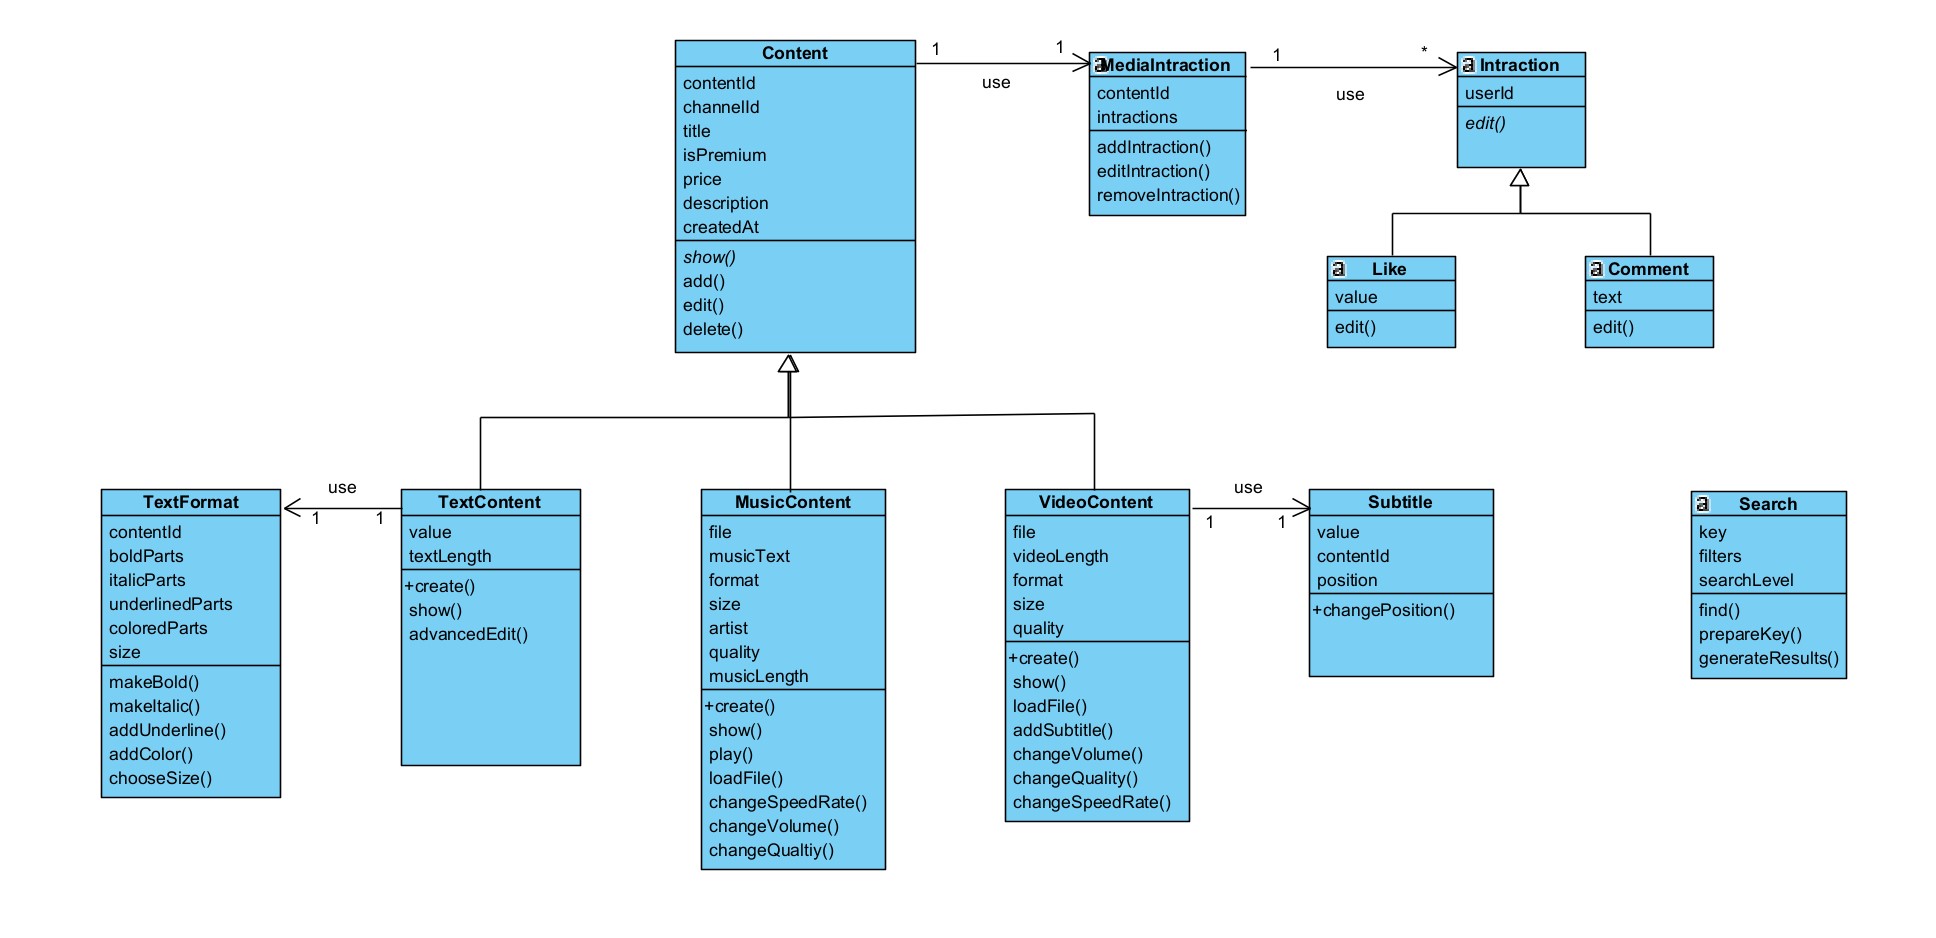 Content
contentId
channelId
title
isPremium
price
description
createdAt
show()
add()
edit()
delete()
1
1
use
a
MediaIntraction
contentId
intractions
addIntraction()
editIntraction()
removeIntraction()
1
*
use
a Intraction
userId
edit()
a Like
value
edit()
a Comment
text
edit()
TextFormat
contentId
boldParts
italicParts
underlinedParts
coloredParts
size
makeBold()
makeItalic()
addUnderline()
addColor()
chooseSize()
use
1
1
TextContent
value
textLength
+create()
show()
advancedEdit()
MusicContent
file
musicText
format
size
artist
quality
musicLength
+create()
show()
play()
loadFile()
changeSpeedRate()
changeVolume()
changeQualtiy()
VideoContent
file
videoLength
format
size
quality
+create()
show()
loadFile()
addSubtitle()
changeVolume()
changeQuality()
changeSpeedRate()
use
1
1
Subtitle
value
contentId
position
+changePosition()
a Search
key
filters
searchLevel
find()
prepareKey()
generateResults()